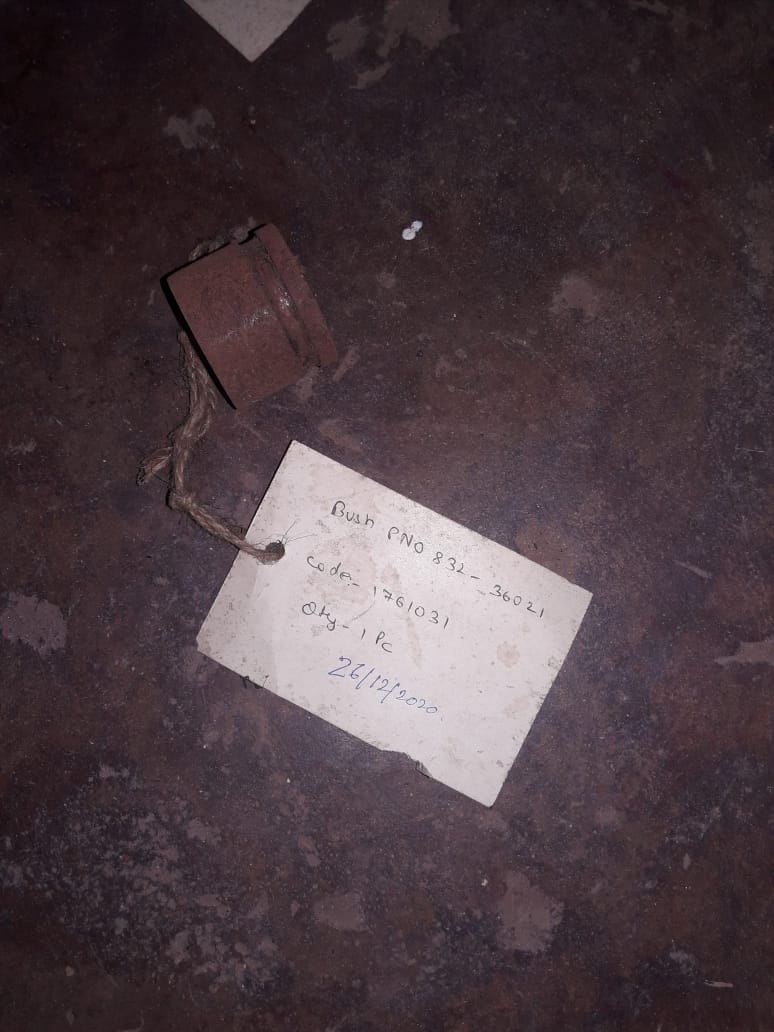 Bush PNO 832-36021
Code- 1761031
Qty- 1 Pc
26/12/2020.